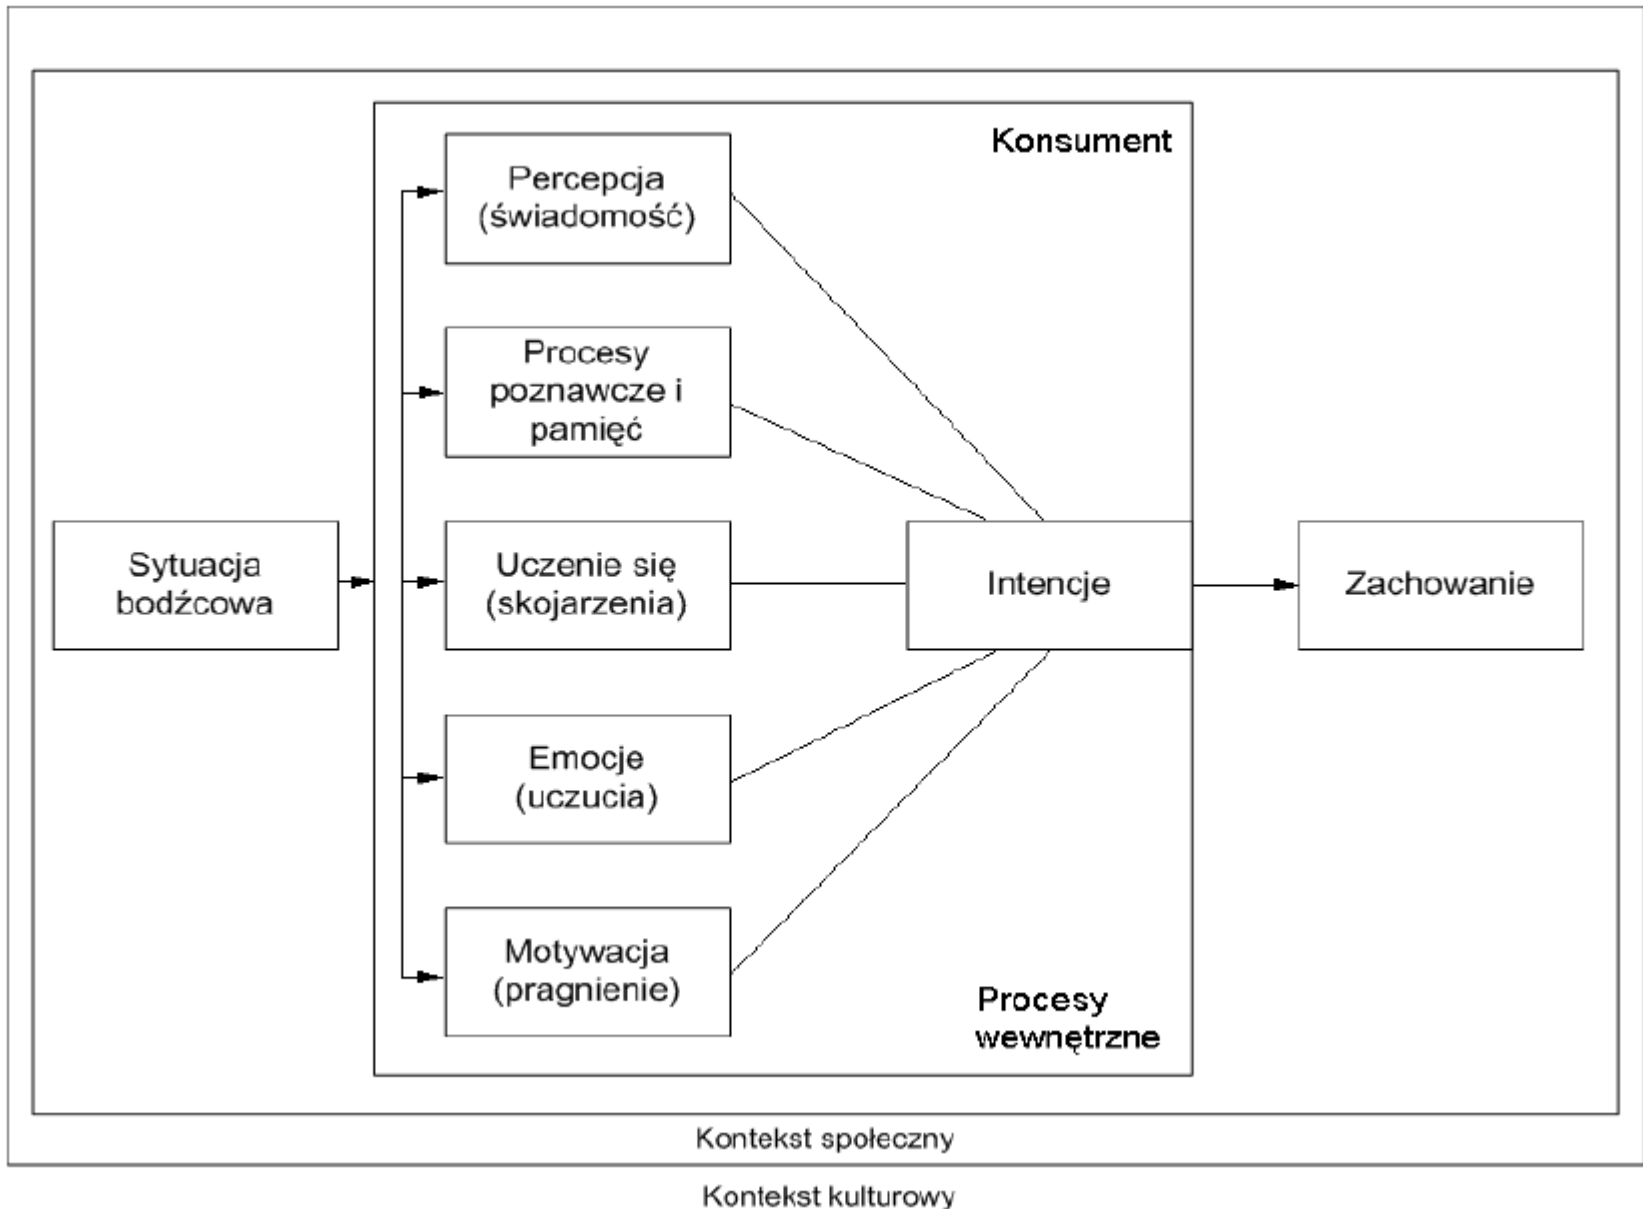 Konsument
Percepcja
(świadomość)
Procesy
poznawcze i
pamięć
Sytuacja
bodźcowa
Uczenie się
(skojarzenia)
Intencje
Zachowanie
Emocje
(uczucia)
Motywacja
(pragnienie)
Procesy
wewnętrzne
Kontekst społeczny
Kontekst kulturowy